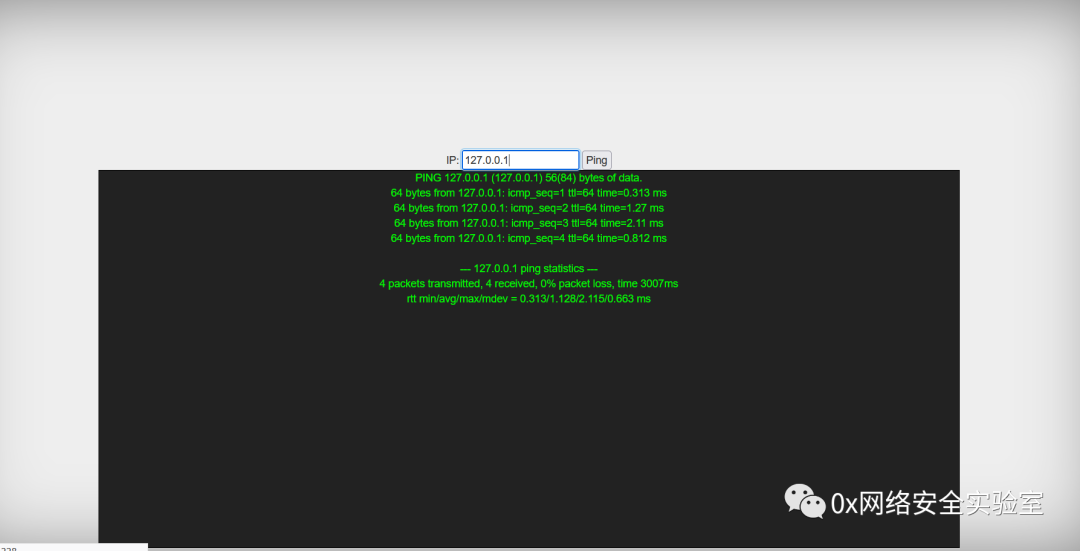 IP: 127.0.0.1 Ping
PING 127.0.0.1 (127.0.0.1) 56(84) bytes of data.
64 bytes from 127.0.0.1: icmp_seq=1 ttl=64 time=0.313 ms
64 bytes from 127.0.0.1: icmp_seq=2 ttl=64 time=1.27 ms
64 bytes from 127.0.0.1: icmp_seq=3 ttl=64 time=2.11 ms
64 bytes from 127.0.0.1: icmp_seq=4 ttl=64 time=0.812 ms
--- 127.0.0.1 ping statistics ---
4 packets transmitted, 4 received, 0% packet loss, time 3007ms
rtt min/avg/max/mdev = 0.313/1.128/2.115/0.663 ms
0x网络安全实验室